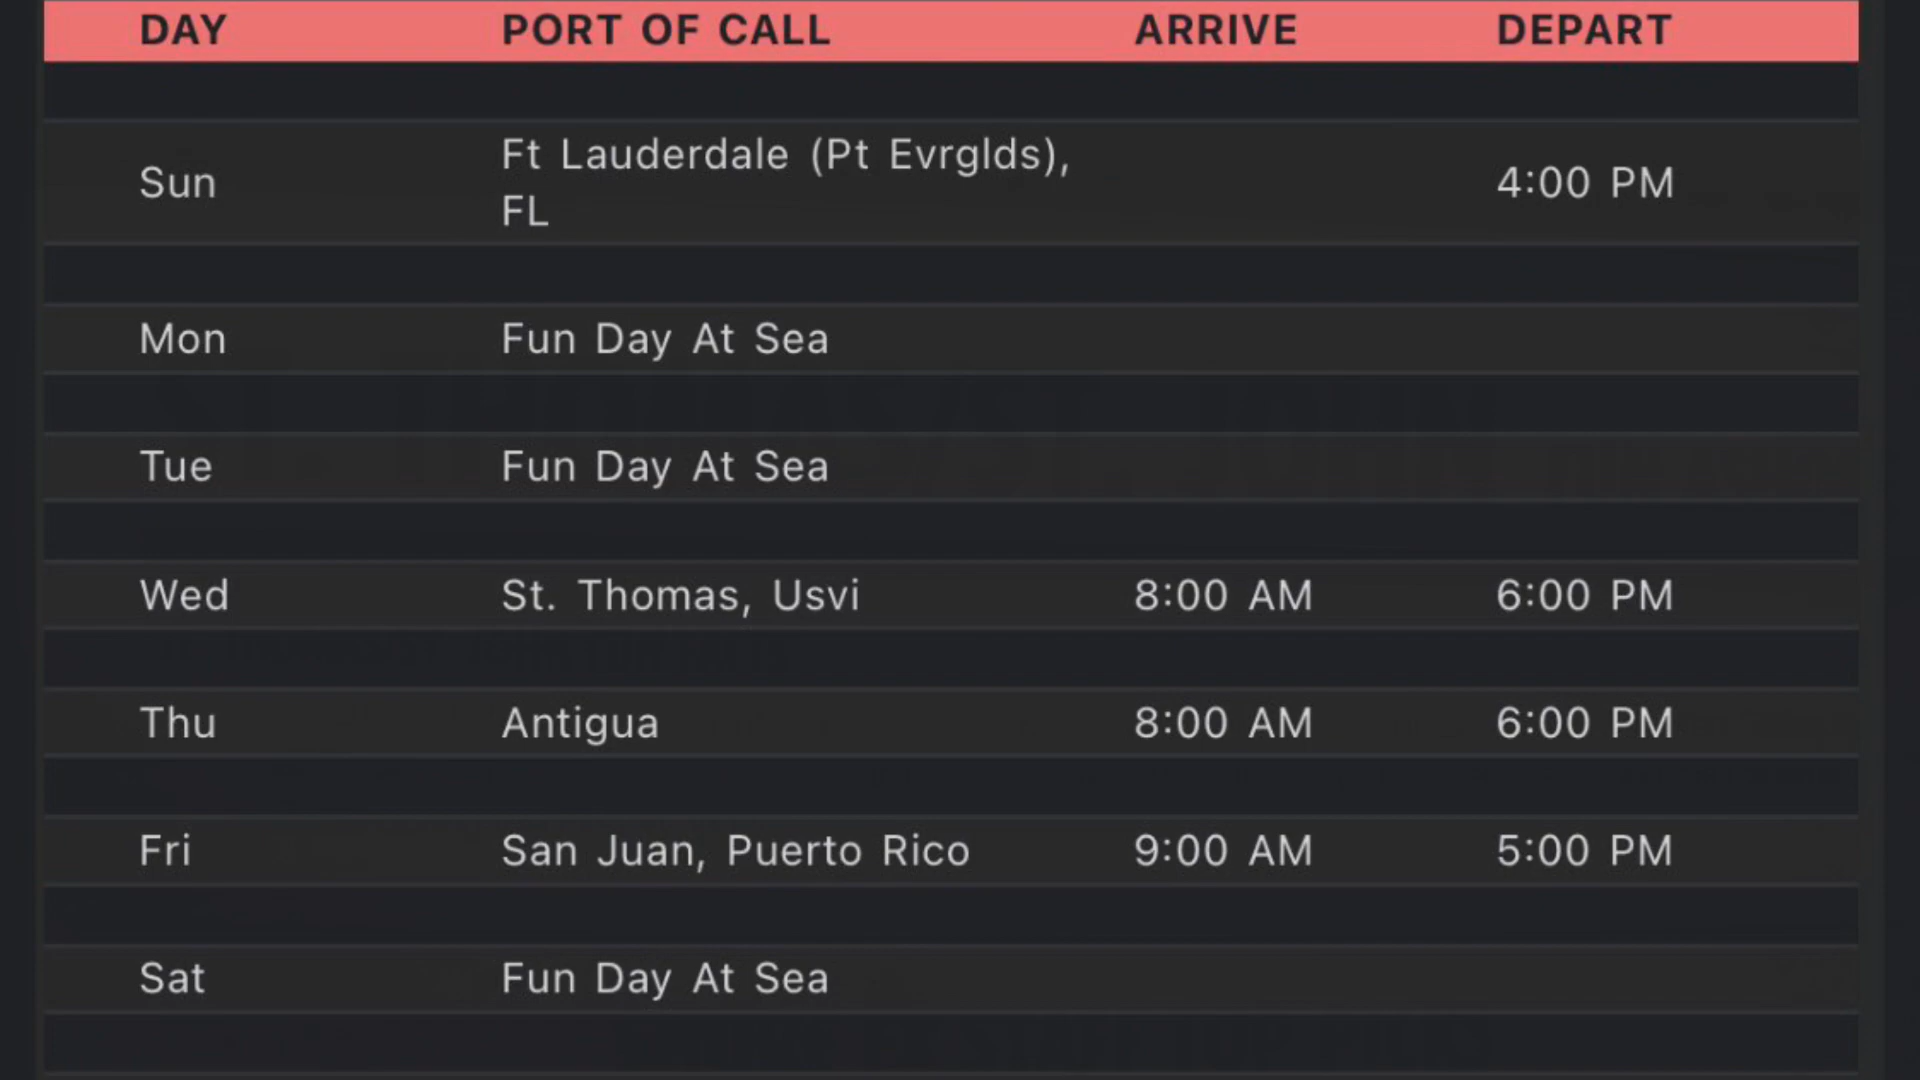 DAY PORT OF CALL ARRIVE DEPART
Sun Ft Lauderdale (Pt Evrglds), 4:00 PM
FL
Mon Fun Day At Sea
Tue Fun Day At Sea
Wed St. Thomas, Usvi 8:00 AM 6:00 PM
Thu Antigua 8:00 AM 6:00 PM
Fri San Juan, Puerto Rico 9:00 AM 5:00 PM
Sat Fun Day At Sea